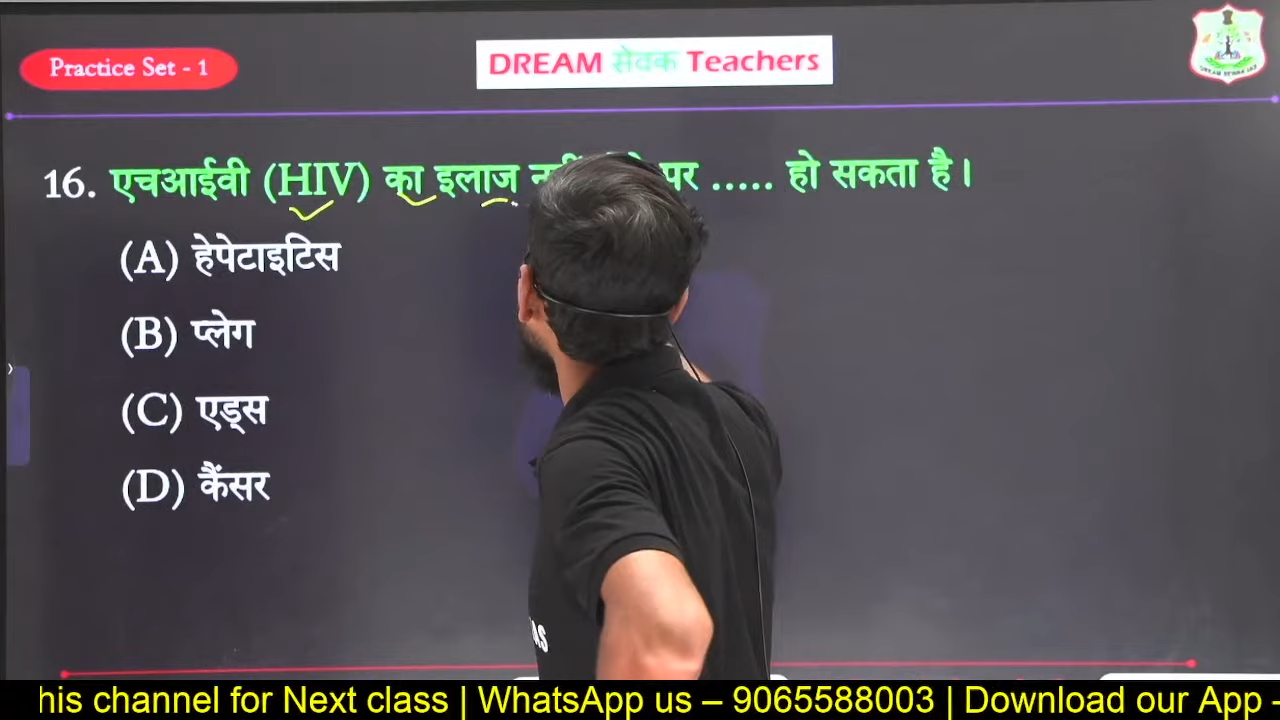 Practice Set - 1
DREAM सेवक Teachers
16. एचआईवी (HIV) का इलाज पर ..... हो सकता है।
(A) हेपेटाइटिस
(B) प्लेग
(C) एड्स
(D) कैंसर
his channel for Next class | WhatsApp us – 9065588003 | Download our App -